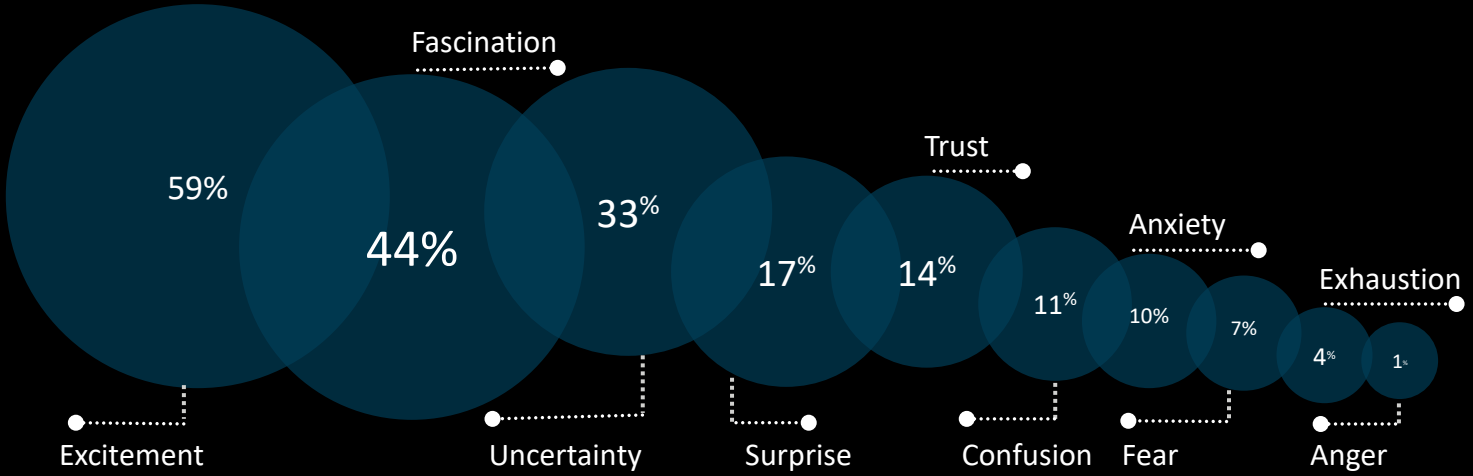 Fascination
Trust
Anxiety
Exhaustion
59%
44%
33%
17%
14%
11%
10%
7%
4%
1%
Excitement
Uncertainty
Surprise
Confusion
Fear
Anger